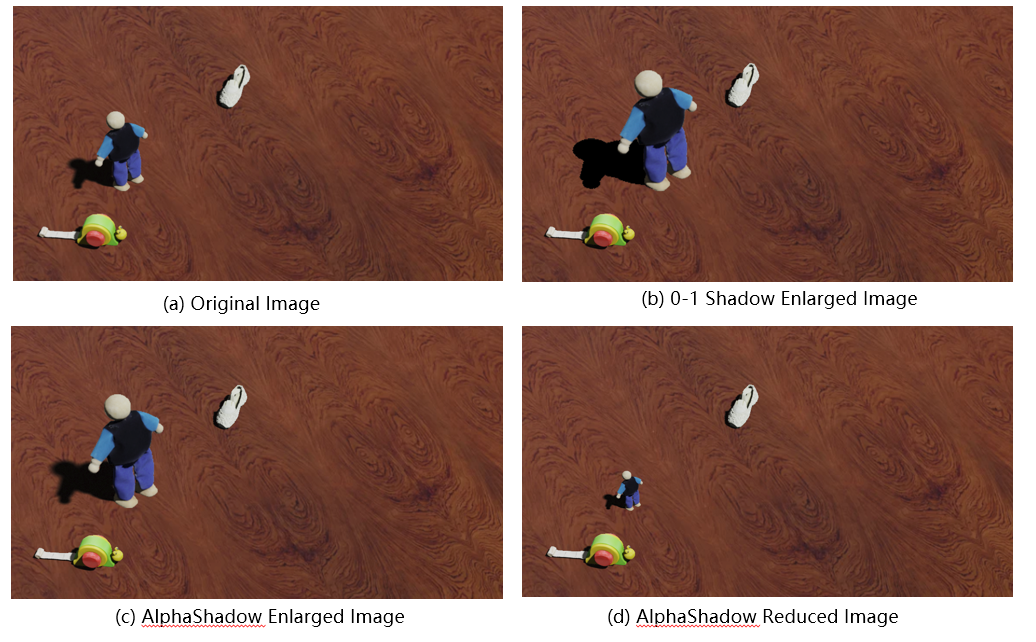 (a) Original Image
(b) 0-1 Shadow Enlarged Image
(c) AlphaShadow Enlarged Image
(d) AlphaShadow Reduced Image